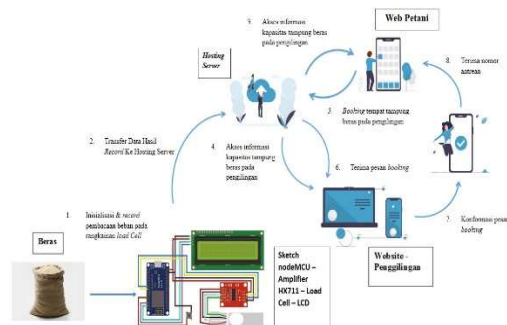 5. Akses informasi
kapasitas tampung beras
pada penggilingan
Web Petani
Hosting
Server
8. Terima nomor
antrean
2. Transfer Data Hasil
Record Ke Hosting Server
4. Akses informasi
kapasitas tampung
beras pada
penggilingan
3. Booking tempat tampung
beras pada penggilingan
6. Terima pesan booking
1. Inisialisasi & record
pembacaan beban pada
rangkaian load Cell
7. Konfirmasi pesan
booking
Beras
Sketch
nodeMCU –
Amplifier
HX711 – Load
Cell – LCD
Website -
Penggilingan